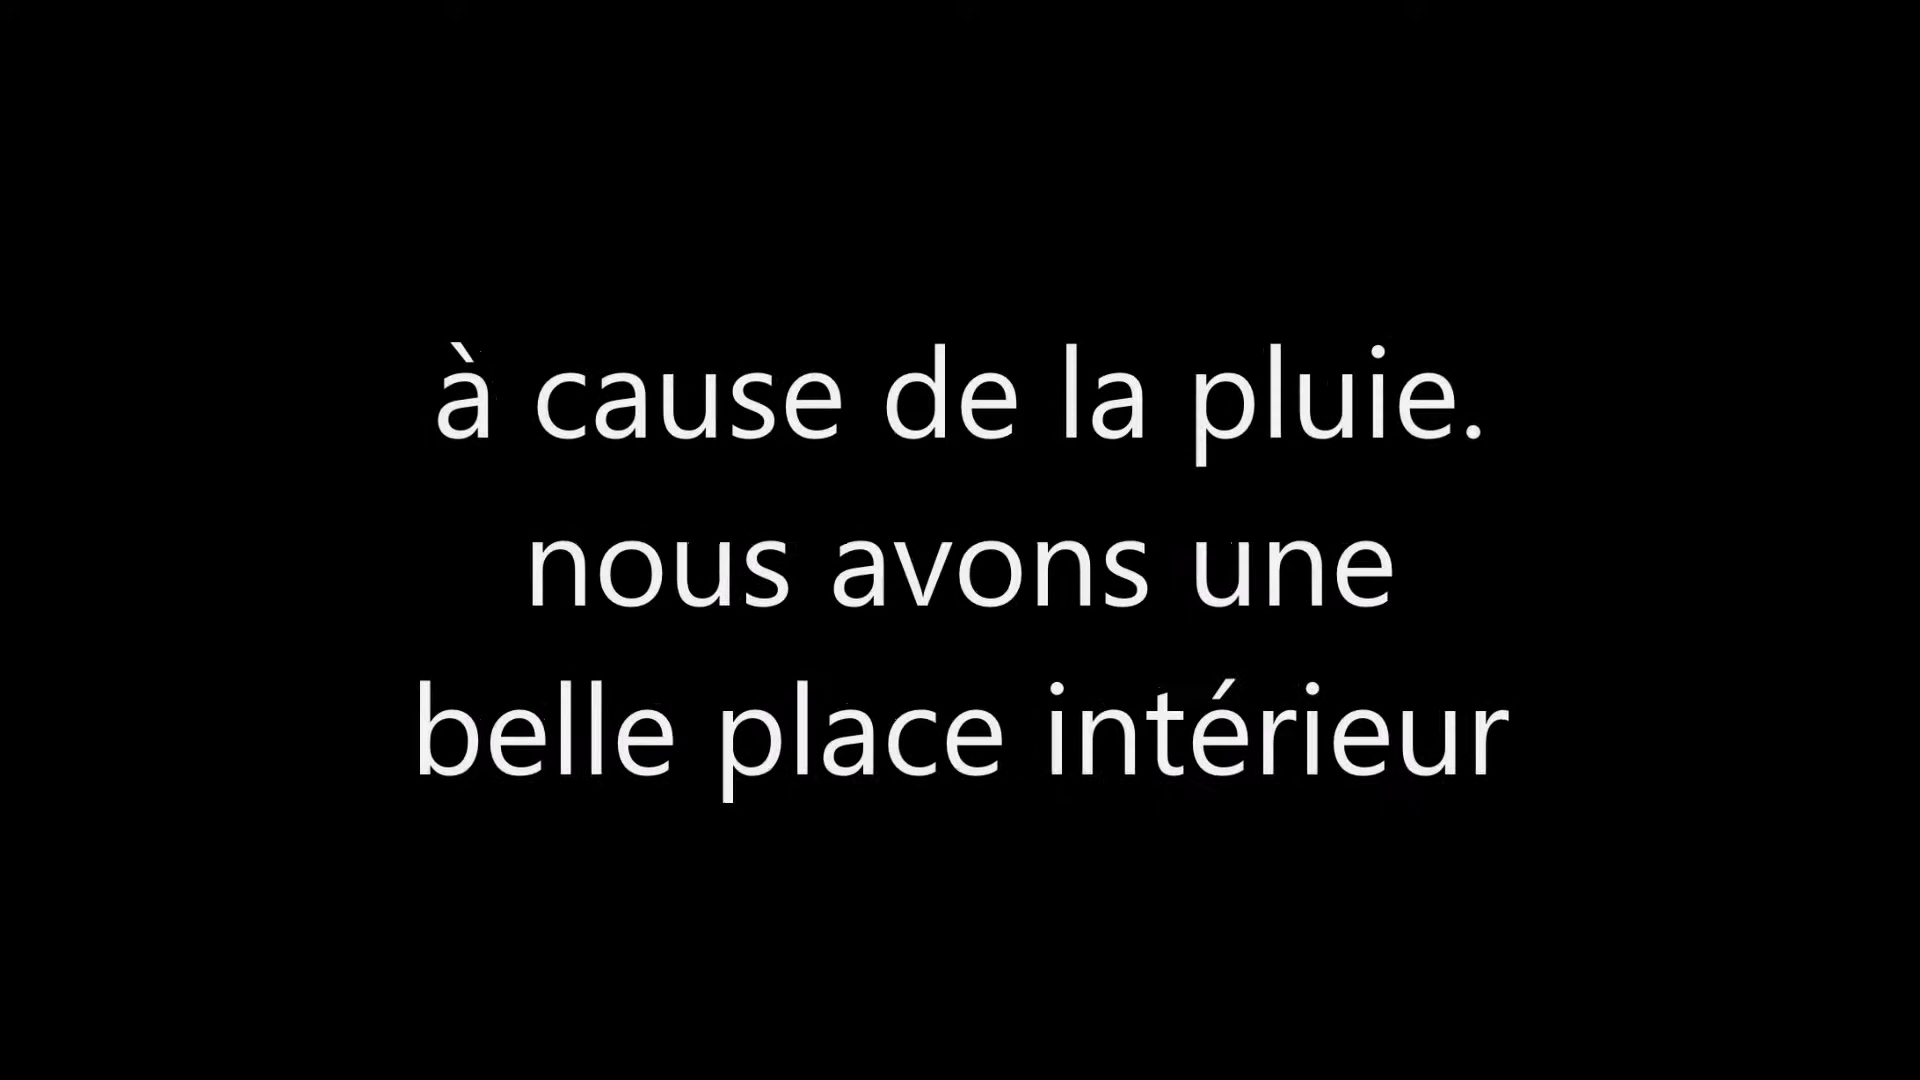 à cause de la pluie.
nous avons une
belle place intérieur